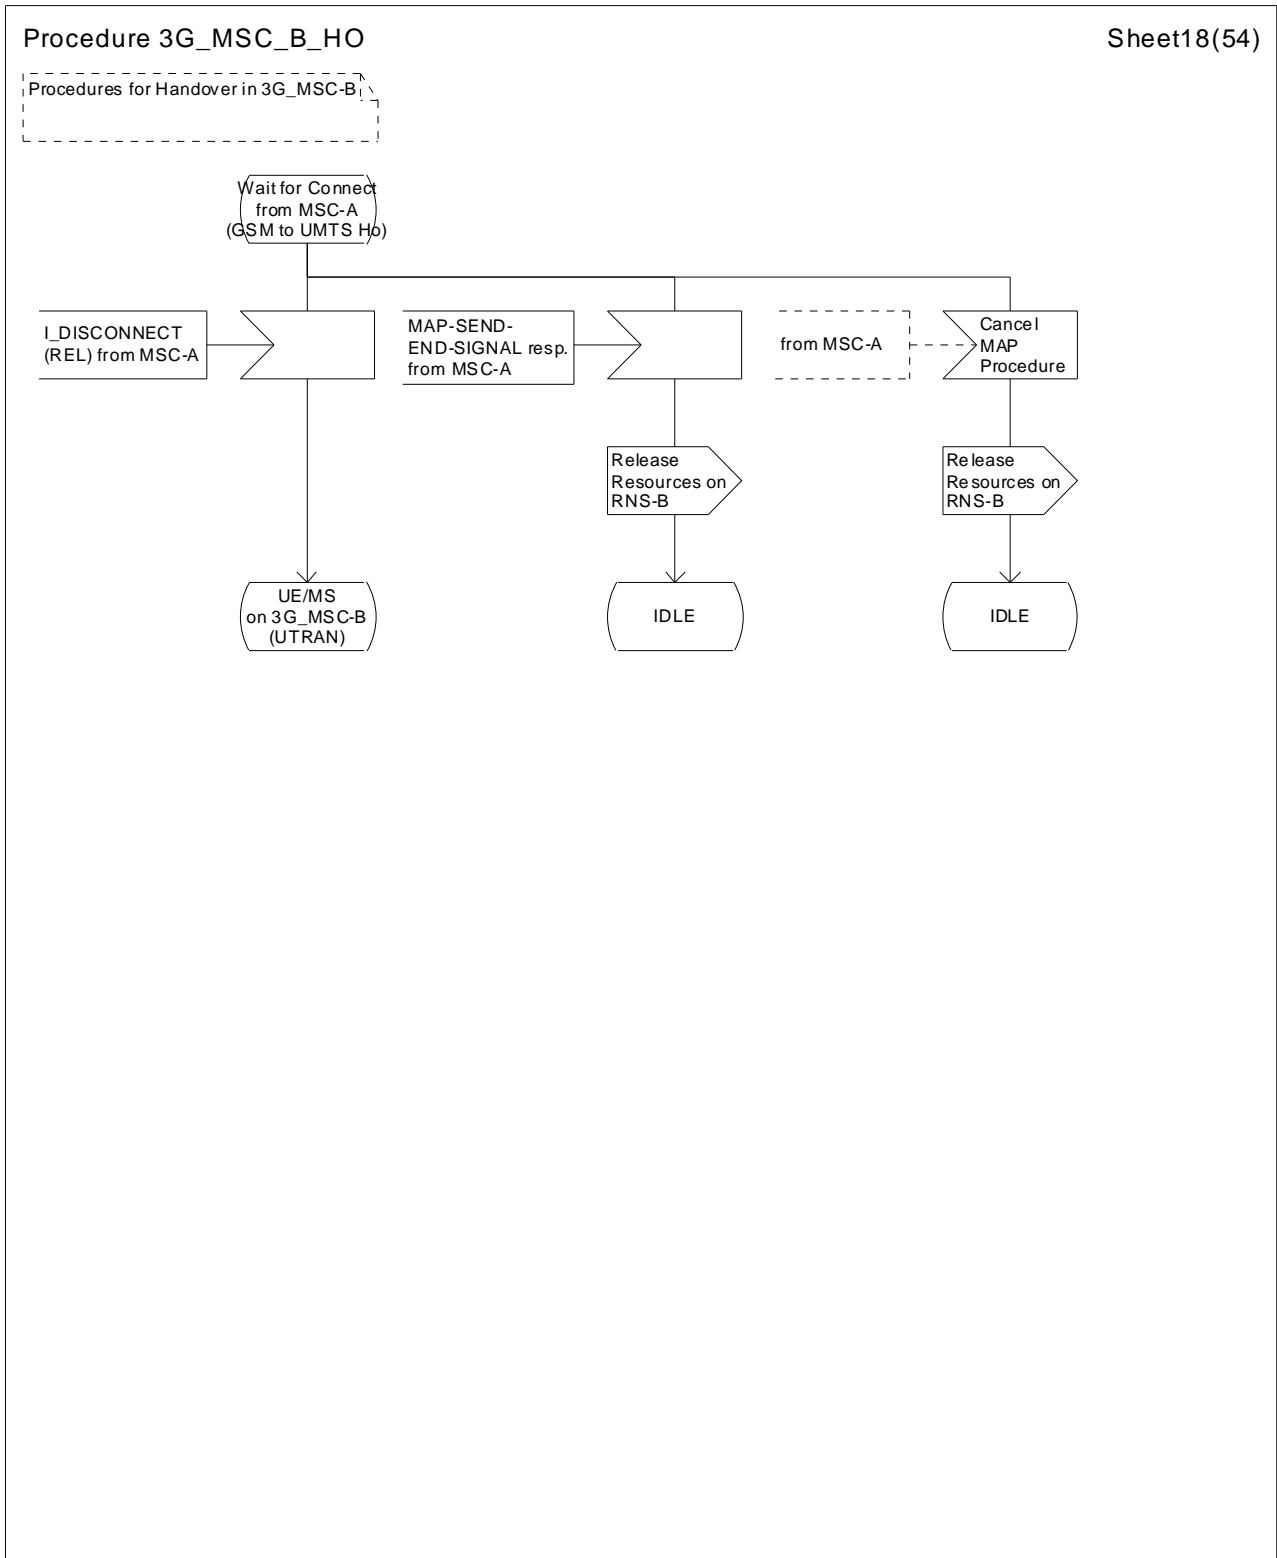 Procedure 3G_MSC_B_HO
Sheet18(54)
Procedures for Handover in 3G_MSC-B
Wait for Connect
from MSC-A
(GSM to UMTS Ho)
I_DISCONNECT
(REL) from MSC-A
MAP-SEND-
END-SIGNAL resp.
from MSC-A
from MSC-A
Cancel
MAP
Procedure
Release
Resources on
RNS-B
Release
Resources on
RNS-B
UE/MS
on 3G_MSC-B
(UTRAN)
IDLE
IDLE